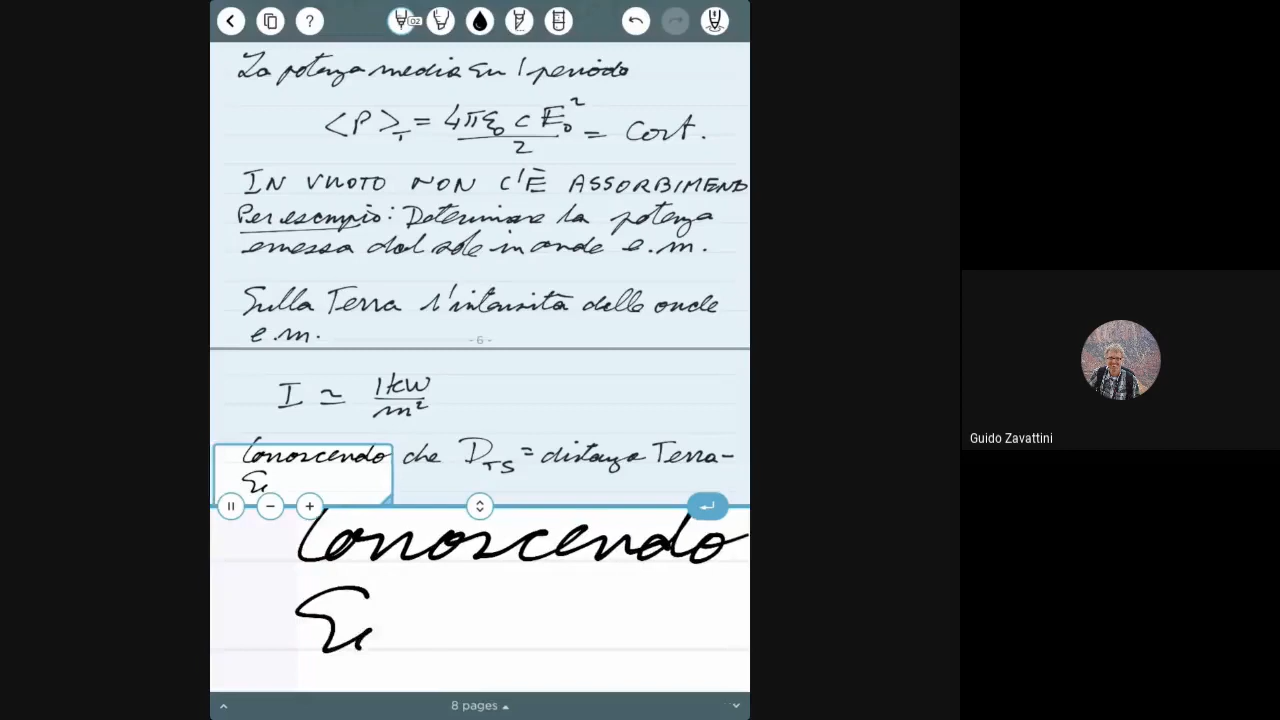 ?
02
La potenza media su 1 periodo
<P>_T = 4πε₀ c E₀² / 2 = Cost.
IN VUOTO NON C'È ASSORBIMENO
Per esempio: Determinare la potenza
emessa dal sole in onde e.m.
Sulla Terra l'intensità delle onde
e.m.
- 6 -
I ≃ 1kW / m²
Conoscendo che D_TS = distanza Terra-
Conoscendo
8 pages
Guido Zavattini